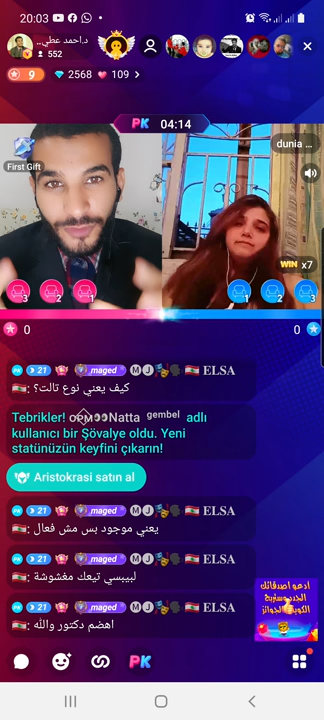 20:03
د.احمد عطي..
552
9
2568
109
PK 04:14
First Gift
dunia ...
WIN x7
3 2 1
1 2 3
0
0
21 maged M J ELSA
كيف يعني نوع تالت؟:
Tebrikler! Natta gembel adlı
kullanıcı bir Şövalye oldu. Yeni
statünüzün keyfini çıkarın!
Aristokrasi satın al
21 maged M J ELSA
يعني موجود بس مش فعال:
21 maged M J ELSA
لبيبسي تيعك مغشوشة:
21 maged M J ELSA
اهضم دكتور والله:
ادعو اصدقائك
PK